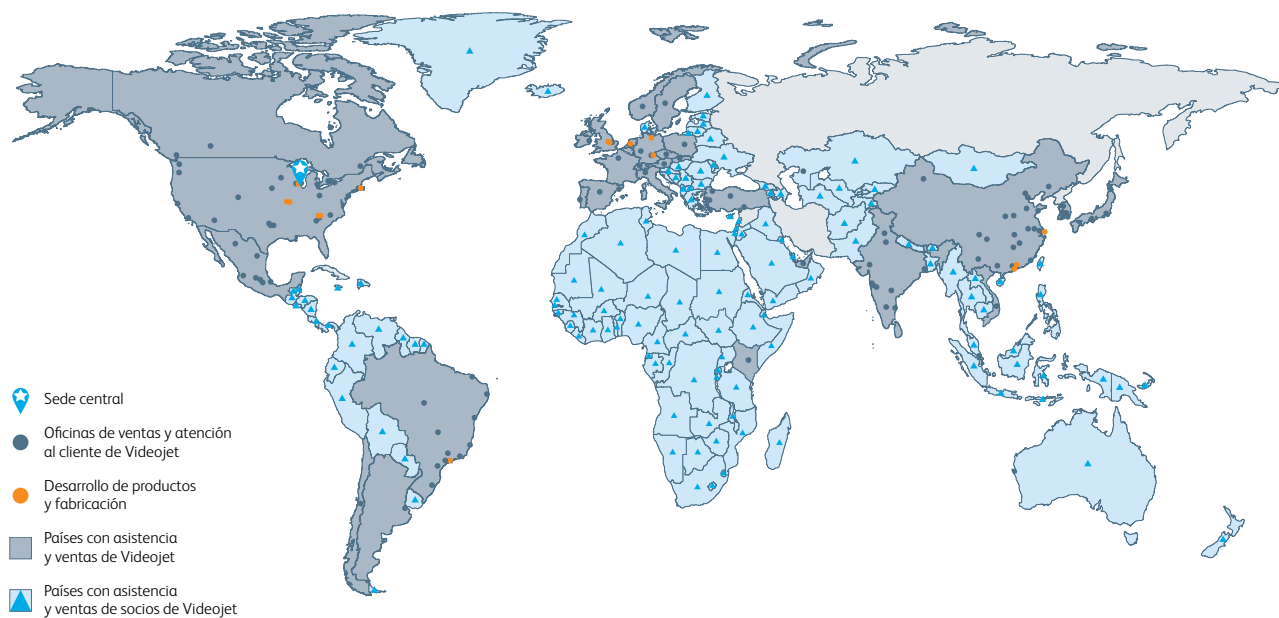 Sede central
Oficinas de ventas y atención
al cliente de Videojet
Desarrollo de productos
y fabricación
Países con asistencia
y ventas de Videojet
Países con asistencia
y ventas de socios de Videojet